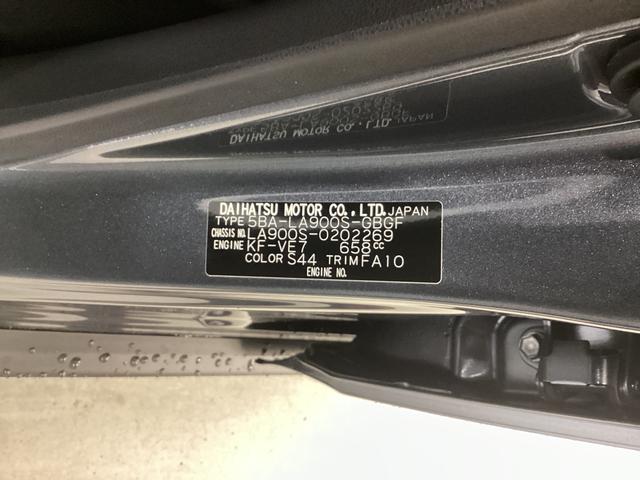 DAIHATSU MOTOR CO., LTD. JAPAN
TYPE 5BA-LA900S-GBGF
CHASSIS NO. LA900S-0202269
ENGINE KF-VE7 658CC
COLOR S44 TRIM FA10
ENGINE NO.